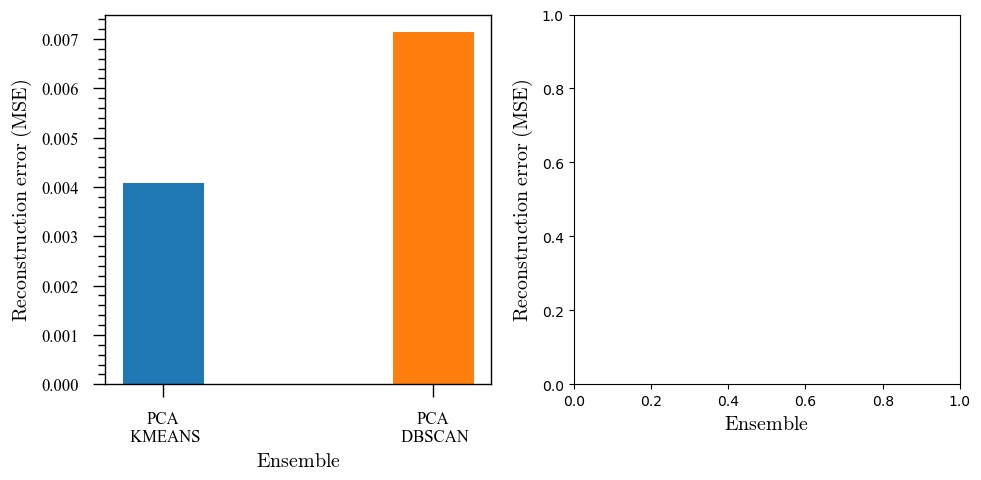 Reconstruction error (MSE)
0.007
0.006
0.005
0.004
0.003
0.002
0.001
0.000
PCA
KMEANS
PCA
DBSCAN
Ensemble
Reconstruction error (MSE)
1.0
0.8
0.6
0.4
0.2
0.0
0.0 0.2 0.4 0.6 0.8 1.0
Ensemble